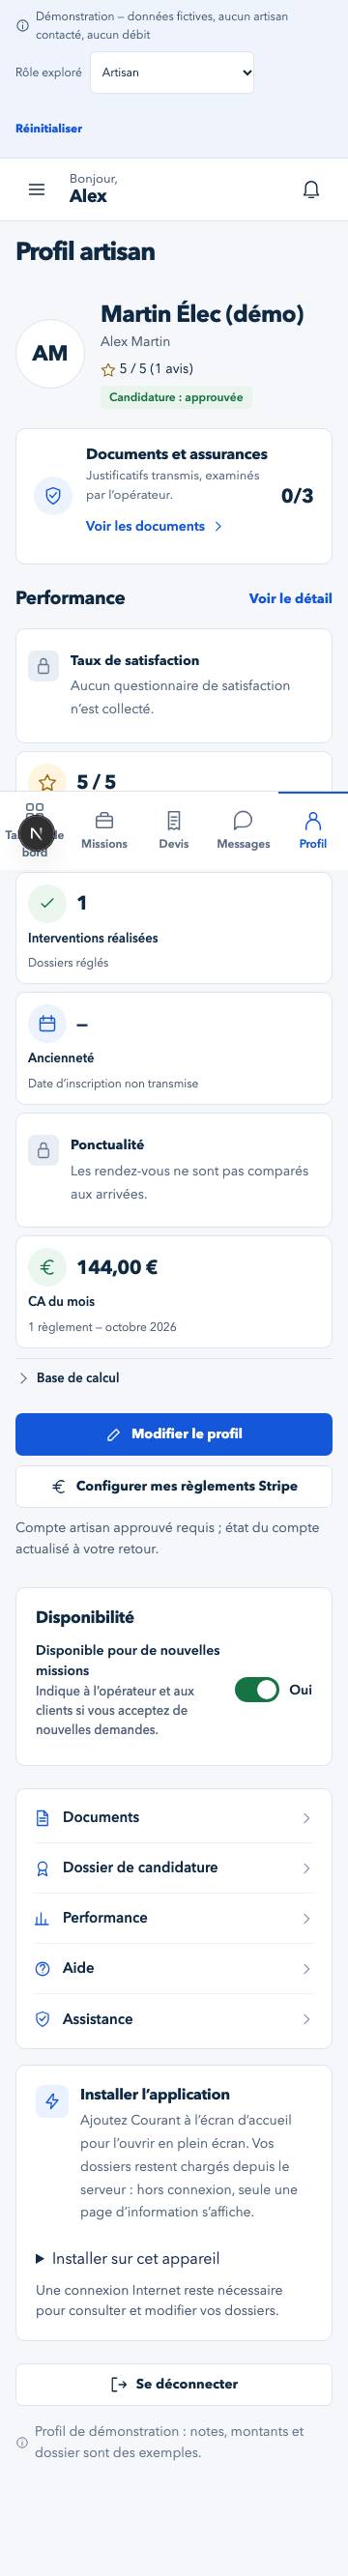 Démonstration — données fictives, aucun artisan
contacté, aucun débit
Rôle exploré
Artisan
Réinitialiser
Bonjour,
Alex
Profil artisan
Martin Élec (démo)
AM
Alex Martin
5 / 5 (1 avis)
Candidature : approuvée
Documents et assurances
Justificatifs transmis, examinés
par l’opérateur.
0/3
Voir les documents
Performance
Voir le détail
Taux de satisfaction
Aucun questionnaire de satisfaction
n’est collecté.
5 / 5
N
bord
Missions
Devis
Messages
Profil
1
Interventions réalisées
Dossiers réglés
–
Ancienneté
Date d’inscription non transmise
Ponctualité
Les rendez-vous ne sont pas comparés
aux arrivées.
144,00 €
CA du mois
1 règlement — octobre 2026
Base de calcul
Modifier le profil
Configurer mes règlements Stripe
Compte artisan approuvé requis ; état du compte
actualisé à votre retour.
Disponibilité
Disponible pour de nouvelles
missions
Indique à l’opérateur et aux
clients si vous acceptez de
nouvelles demandes.
Oui
Documents
Dossier de candidature
Performance
Aide
Assistance
Installer l’application
Ajoutez Courant à l’écran d’accueil
pour l’ouvrir en plein écran. Vos
dossiers restent chargés depuis le
serveur : hors connexion, seule une
page d’information s’affiche.
Installer sur cet appareil
Une connexion Internet reste nécessaire
pour consulter et modifier vos dossiers.
Se déconnecter
Profil de démonstration : notes, montants et
dossier sont des exemples.